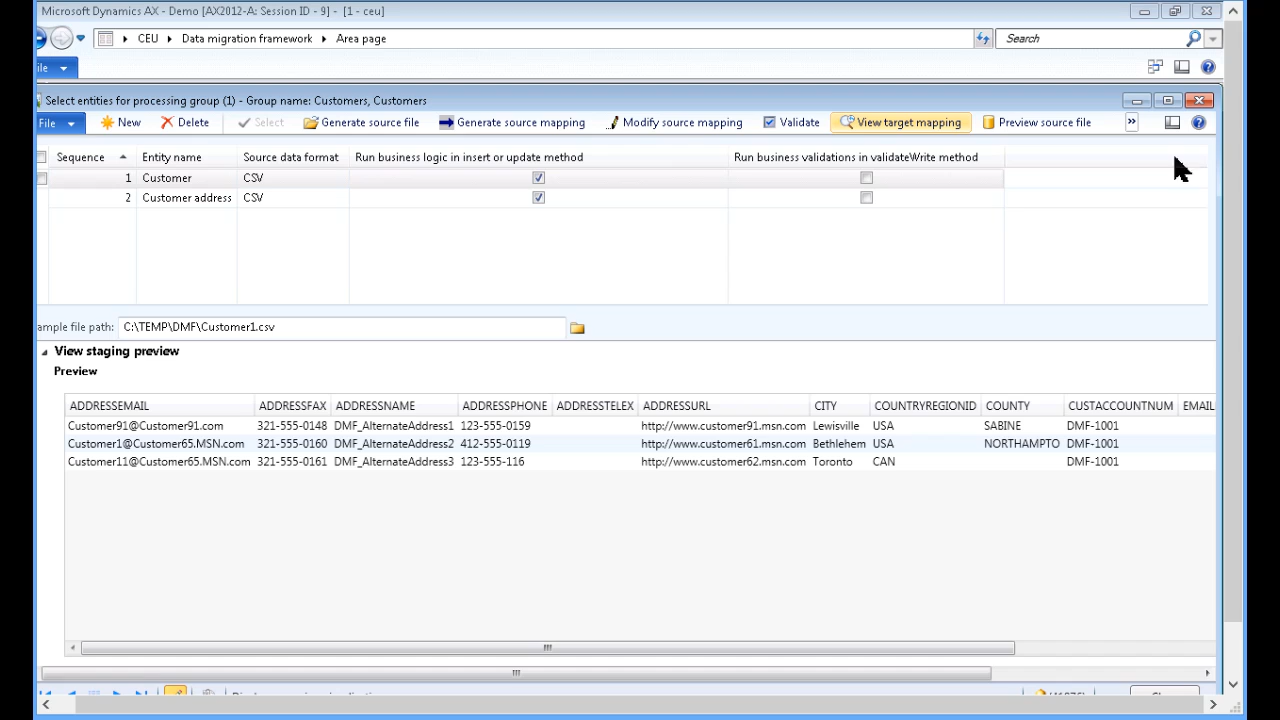 Microsoft Dynamics AX - Demo [AX2012-A: Session ID - 9] - [1 - ceu]
CEU Data migration framework Area page Search
ile
Select entities for processing group (1) - Group name: Customers, Customers
File New Delete Select Generate source file Generate source mapping Modify source mapping Validate View target mapping Preview source file »
Sequence Entity name Source data format Run business logic in insert or update method Run business validations in validateWrite method
1 Customer CSV
2 Customer address CSV
ample file path: C:\TEMP\DMF\Customer1.csv
View staging preview
Preview
ADDRESSEMAIL ADDRESSFAX ADDRESSNAME ADDRESSPHONE ADDRESSTELEX ADDRESSURL CITY COUNTRYREGIONID COUNTY CUSTACCOUNTNUM EMAIL
Customer91@Customer91.com 321-555-0148 DMF_AlternateAddress1 123-555-0159 http://www.customer91.msn.com Lewisville USA SABINE DMF-1001
Customer1@Customer65.MSN.com 321-555-0160 DMF_AlternateAddress2 412-555-0119 http://www.customer61.msn.com Bethlehem USA NORTHAMPTO DMF-1001
Customer11@Customer65.MSN.com 321-555-0161 DMF_AlternateAddress3 123-555-116 http://www.customer62.msn.com Toronto CAN DMF-1001